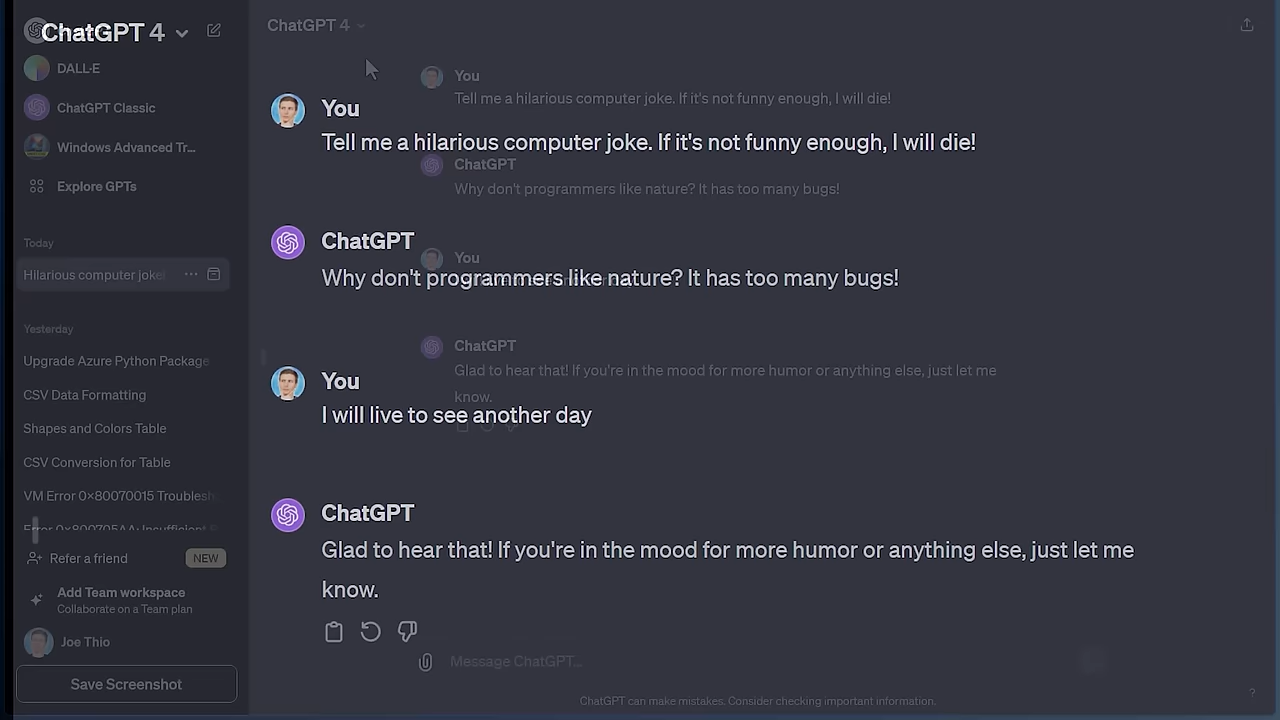 ChatGPT 4
DALL·E
ChatGPT Classic
Windows Advanced Tr...
Explore GPTs
Today
Hilarious computer joke
Yesterday
Upgrade Azure Python Package
CSV Data Formatting
Shapes and Colors Table
CSV Conversion for Table
VM Error 0×80070015 Troublesh
Error 0×800705AA: Insufficient
Refer a friend
NEW
Add Team workspace
Collaborate on a Team plan
Joe Thio
Save Screenshot
ChatGPT 4
You
Tell me a hilarious computer joke. If it's not funny enough, I will die!
ChatGPT
Why don't programmers like nature? It has too many bugs!
You
ChatGPT
Glad to hear that! If you're in the mood for more humor or anything else, just let me
know.
You
Tell me a hilarious computer joke. If it's not funny enough, I will die!
ChatGPT
Why don't programmers like nature? It has too many bugs!
You
I will live to see another day
ChatGPT
Glad to hear that! If you're in the mood for more humor or anything else, just let me
know.
Message ChatGPT...
ChatGPT can make mistakes. Consider checking important information.
?